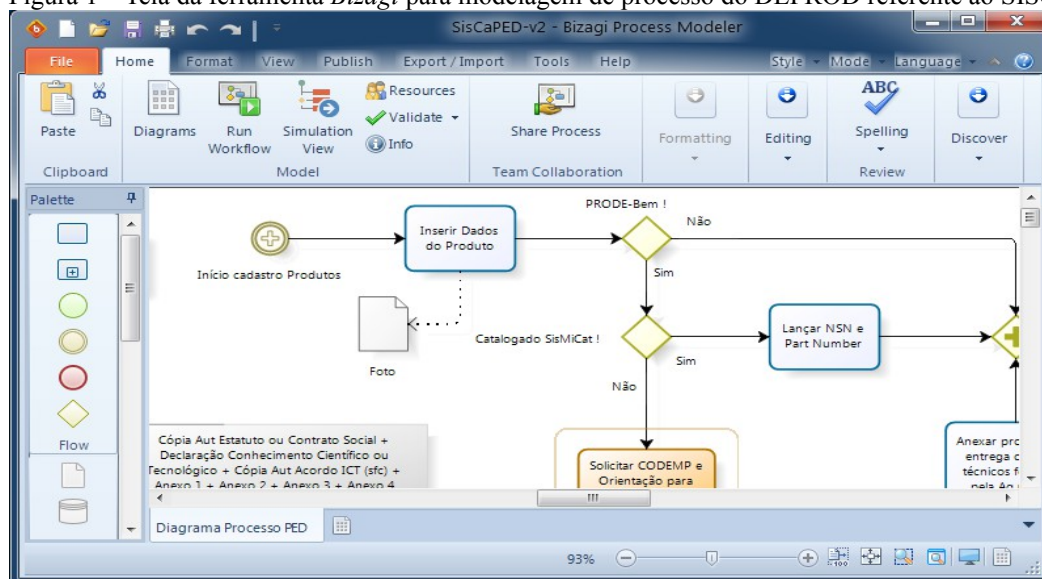 Figura 1 – Tela da ferramenta Bizagi para modelagem de processo do DEPROD referente ao
SisCaPED-v2 - Bizagi Process Modeler
File Home Format View Publish Export / Import Tools Help Style Mode Language
Paste
Clipboard
Diagrams
Run Workflow
Simulation View
Resources
Validate
Info
Model
Share Process
Team Collaboration
Formatting
Editing
ABC
Spelling
Review
Discover
Palette
Flow
PRODE-Bem !
Não
Inserir Dados
do Produto
Início cadastro Produtos
Sim
Foto
Catalogado SisMiCat !
Sim
Lançar NSN e
Part Number
Não
Cópia Aut Estatuto ou Contrato Social +
Declaração Conhecimento Científico ou
Tecnológico + Cópia Aut Acordo ICT (sfc) +
Anexo 1 + Anexo 2 + Anexo 3 + Anexo 4
Solicitar CODEMP e
Orientação para
Anexar
entrega
técnicos
pela
Diagrama Processo PED
93%
100